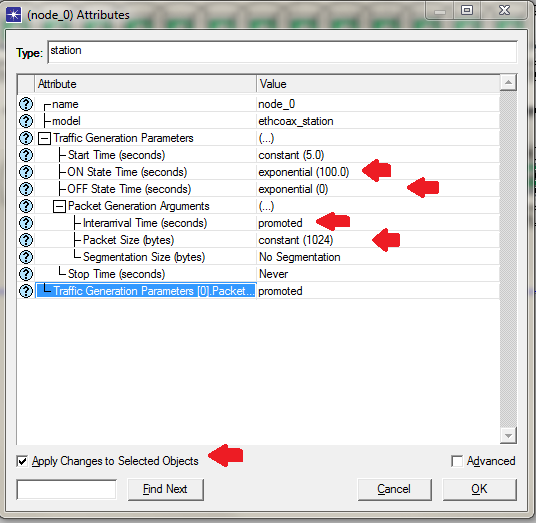 (node_0) Attributes
Type: station
Attribute Value
name node_0
model ethcoax_station
Traffic Generation Parameters (...)
Start Time (seconds) constant (5.0)
ON State Time (seconds) exponential (100.0)
OFF State Time (seconds) exponential (0)
Packet Generation Arguments (...)
Interarrival Time (seconds) promoted
Packet Size (bytes) constant (1024)
Segmentation Size (bytes) No Segmentation
Stop Time (seconds) Never
Traffic Generation Parameters [0].Packet... promoted
Apply Changes to Selected Objects Advanced
Find Next Cancel OK